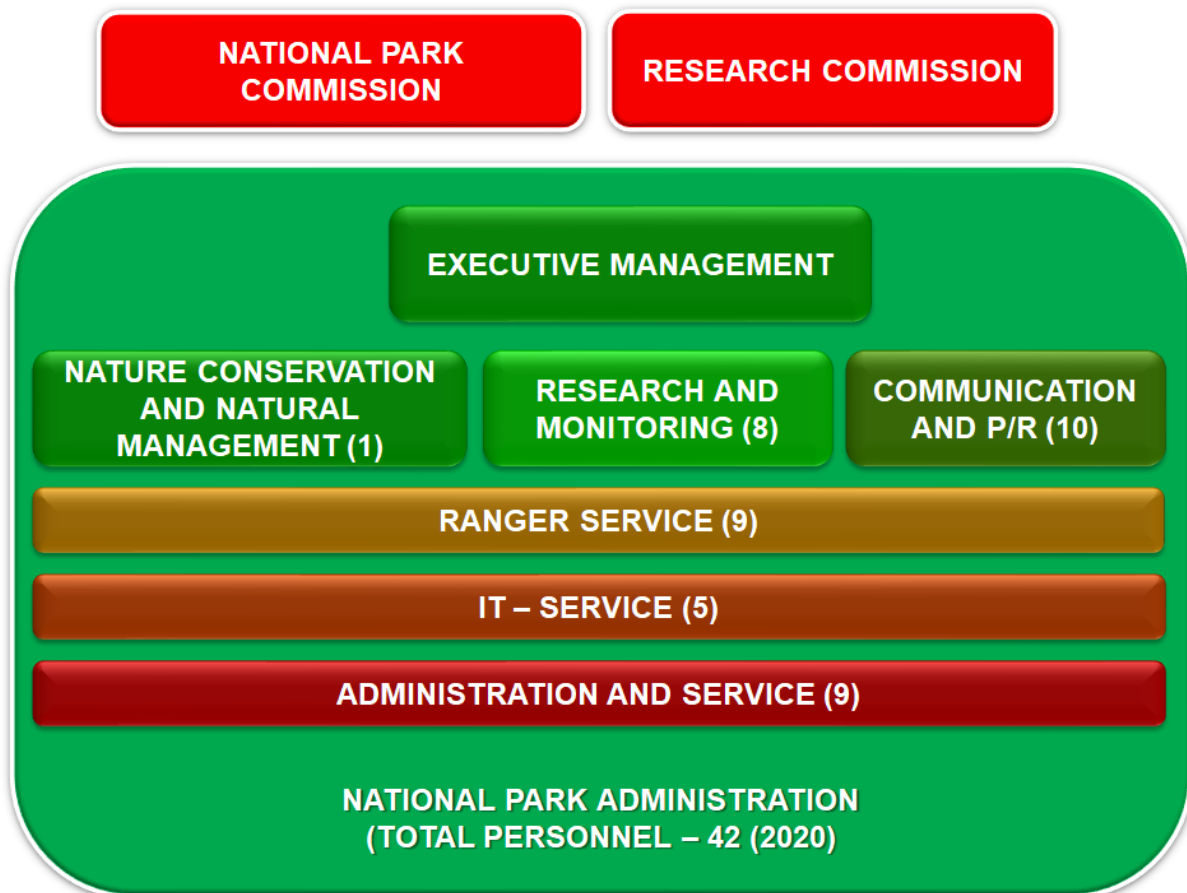 NATIONAL PARK
COMMISSION
RESEARCH COMMISSION
EXECUTIVE MANAGEMENT
NATURE CONSERVATION
AND NATURAL
MANAGEMENT (1)
RESEARCH AND
MONITORING (8)
COMMUNICATION
AND P/R (10)
RANGER SERVICE (9)
IT – SERVICE (5)
ADMINISTRATION AND SERVICE (9)
NATIONAL PARK ADMINISTRATION
(TOTAL PERSONNEL – 42 (2020)